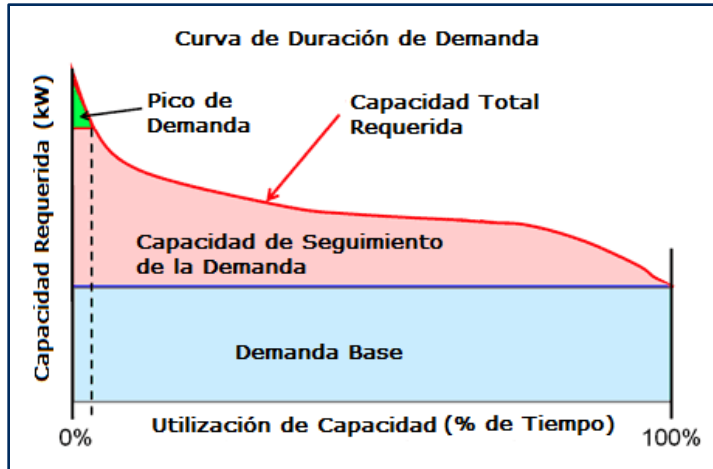 Curva de Duración de Demanda
Pico de
Demanda
Capacidad Total
Requerida
Capacidad Requerida (kW)
Capacidad de Seguimiento
de la Demanda
Demanda Base
Utilización de Capacidad (% de Tiempo)
0%
100%